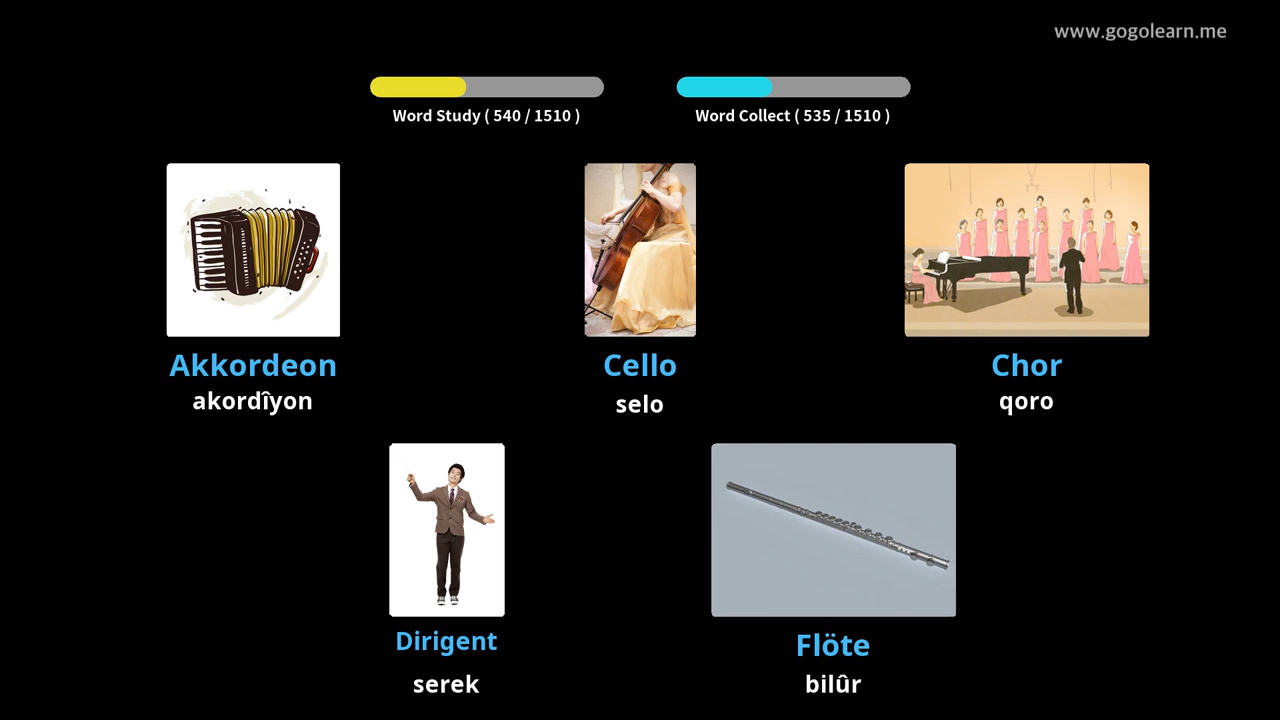 www.gogolearn.me
Word Study ( 540 / 1510 )
Word Collect ( 535 / 1510 )
Akkordeon
akordîyon
Cello
selo
Chor
qoro
Dirigent
serek
Flöte
bilûr